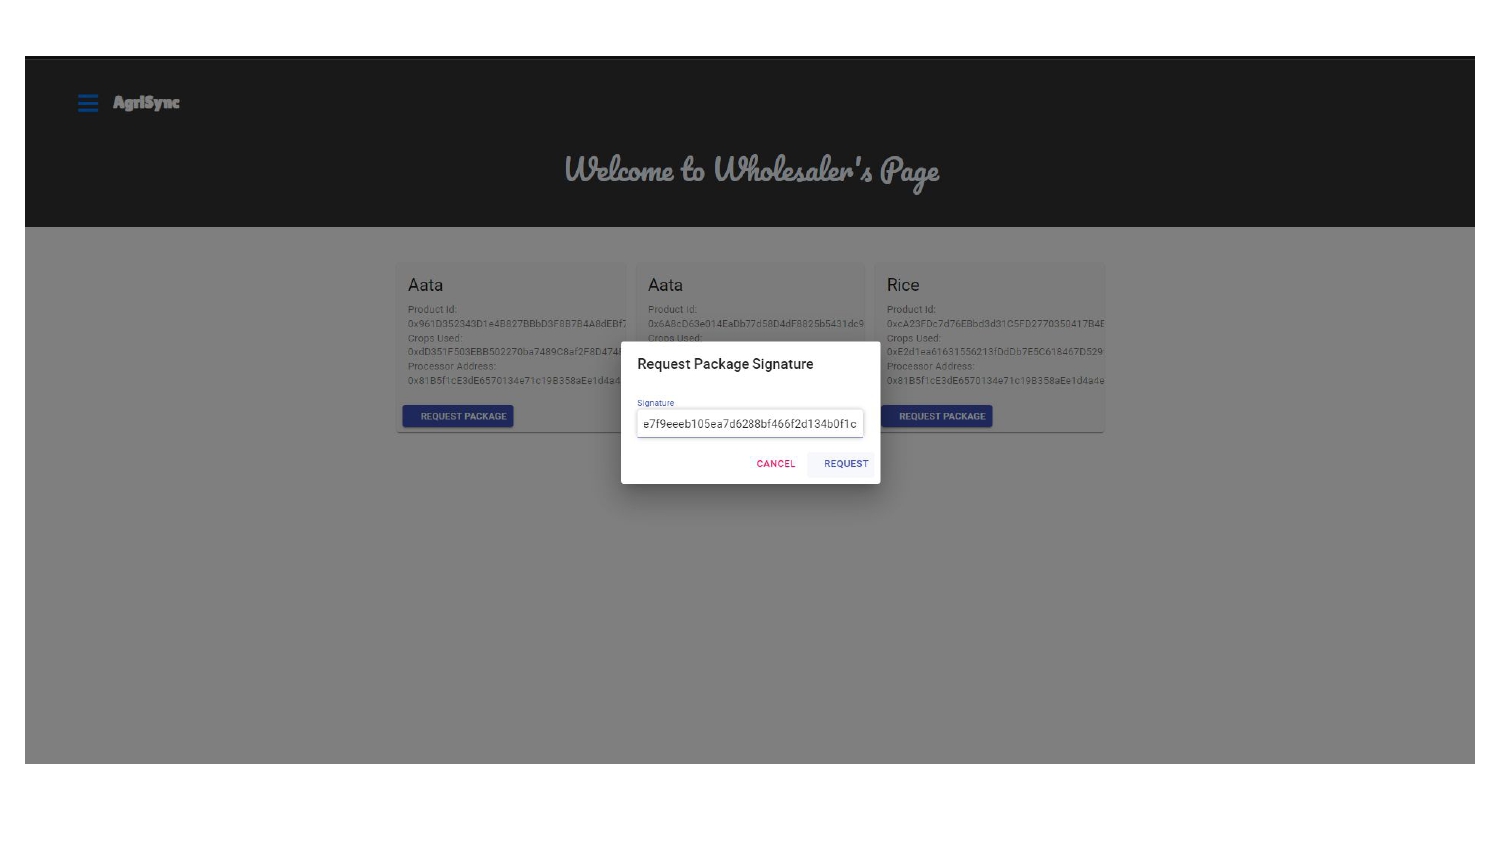 AgriSync
Welcome to Wholesaler's Page
Aata
Product Id:
0x961D352343D1e4B827BBbD3F8B7B4A8dEBf7
Crops Used:
0xdD351F503EBB502270ba7489C8af2F8D474
Processor Address:
0x81B5f1cE3dE6570134e71c19B358aEe1d4a4
REQUEST PACKAGE
Aata
Product Id:
0x6A8cD63e014EaDb77d58D4dF8825b5431dc9
Crops Used:
Rice
Product Id:
0xcA23FDc7d76EBbd3d31C5FD2770350417B4E
Crops Used:
0xE2d1ea61631556213fDdDb7E5C618467D529
Processor Address:
0x81B5f1cE3dE6570134e71c19B358aEe1d4a4e
REQUEST PACKAGE
Request Package Signature
Signature
e7f9eeeb105ea7d6288bf466f2d134b0f1c
CANCEL REQUEST